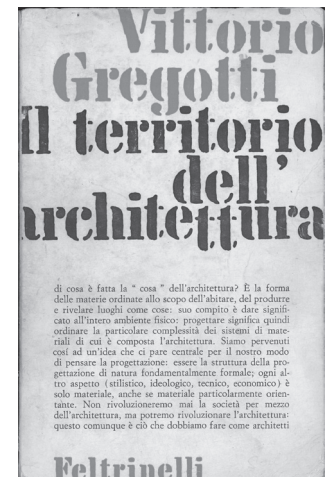 Vittorio
Gregotti
Il territorio
dell'
architettura
di cosa è fatta la “ cosa ” dell'architettura? È la forma
delle materie ordinate allo scopo dell'abitare, del produrre
e rivelare luoghi come cose: suo compito è dare signifi-
cato all'intero ambiente fisico: progettare significa quindi
ordinare la particolare complessità dei sistemi di mate-
riali di cui è composta l'architettura. Siamo pervenuti
cosí ad un'idea che ci pare centrale per il nostro modo
di pensare la progettazione: essere la struttura della pro-
gettazione di natura fondamentalmente formale; ogni al-
tro aspetto (stilistico, ideologico, tecnico, economico) è
solo materiale, anche se materiale particolarmente orien-
tante. Non rivoluzioneremo mai la società per mezzo
dell'architettura, ma potremo rivoluzionare l'architettura:
questo comunque è ciò che dobbiamo fare come architetti
Feltrinelli